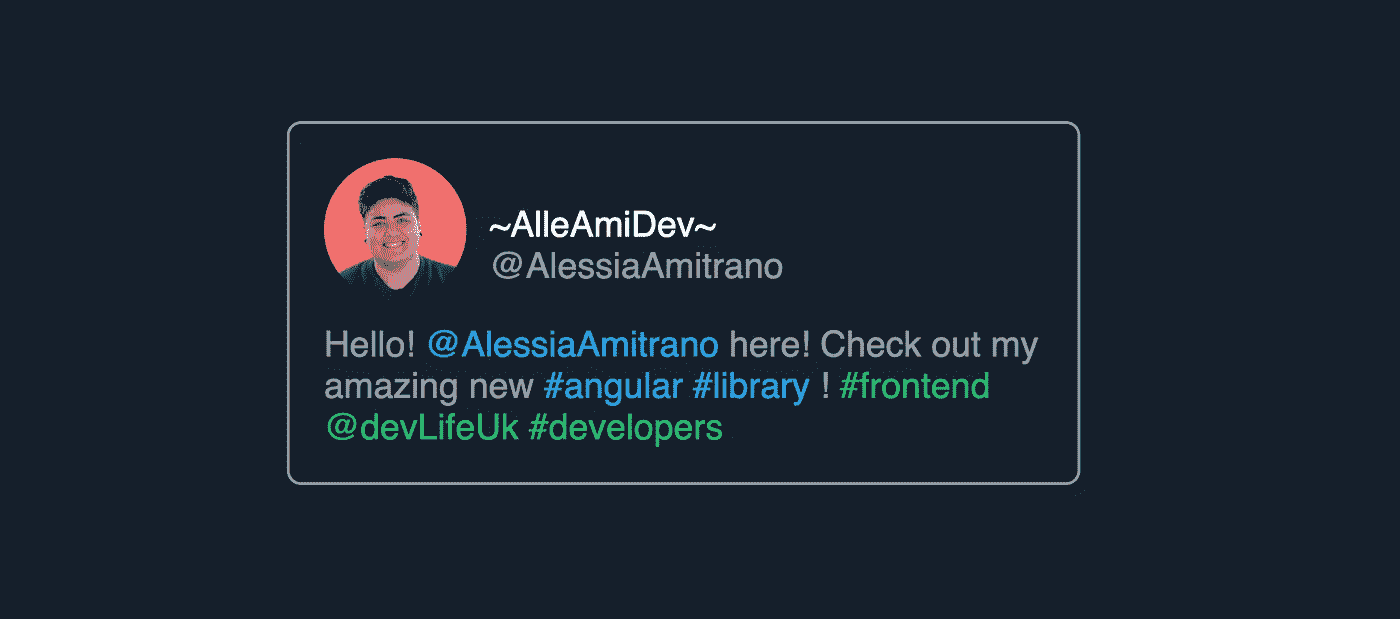 ~AlleAmiDev~
@AlessiaAmitrano
Hello! @AlessiaAmitrano here! Check out my
amazing new #angular #library ! #frontend
@devLifeUk #developers